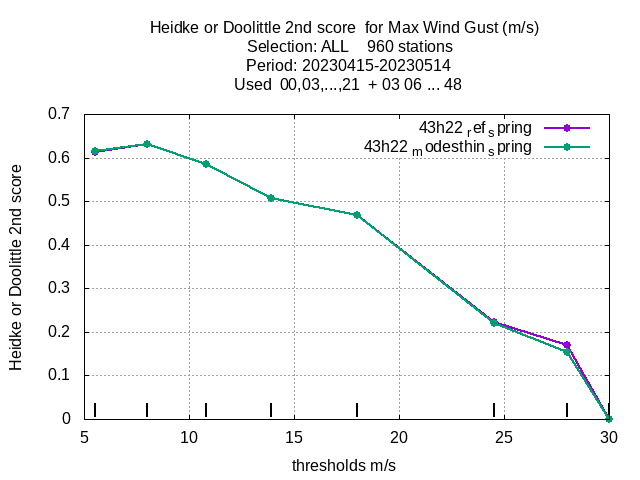 Heidke or Doolittle 2nd score  for Max Wind Gust (m/s)
Selection: ALL    960 stations
Period: 20230415-20230514
Used  00,03,...,21  + 03 06 ... 48
43h22 ref spring
43h22 modesthin spring
Heidke or Doolittle 2nd score
0.7
0.6
0.5
0.4
0.3
0.2
0.1
0
5 10 15 20 25 30
thresholds m/s